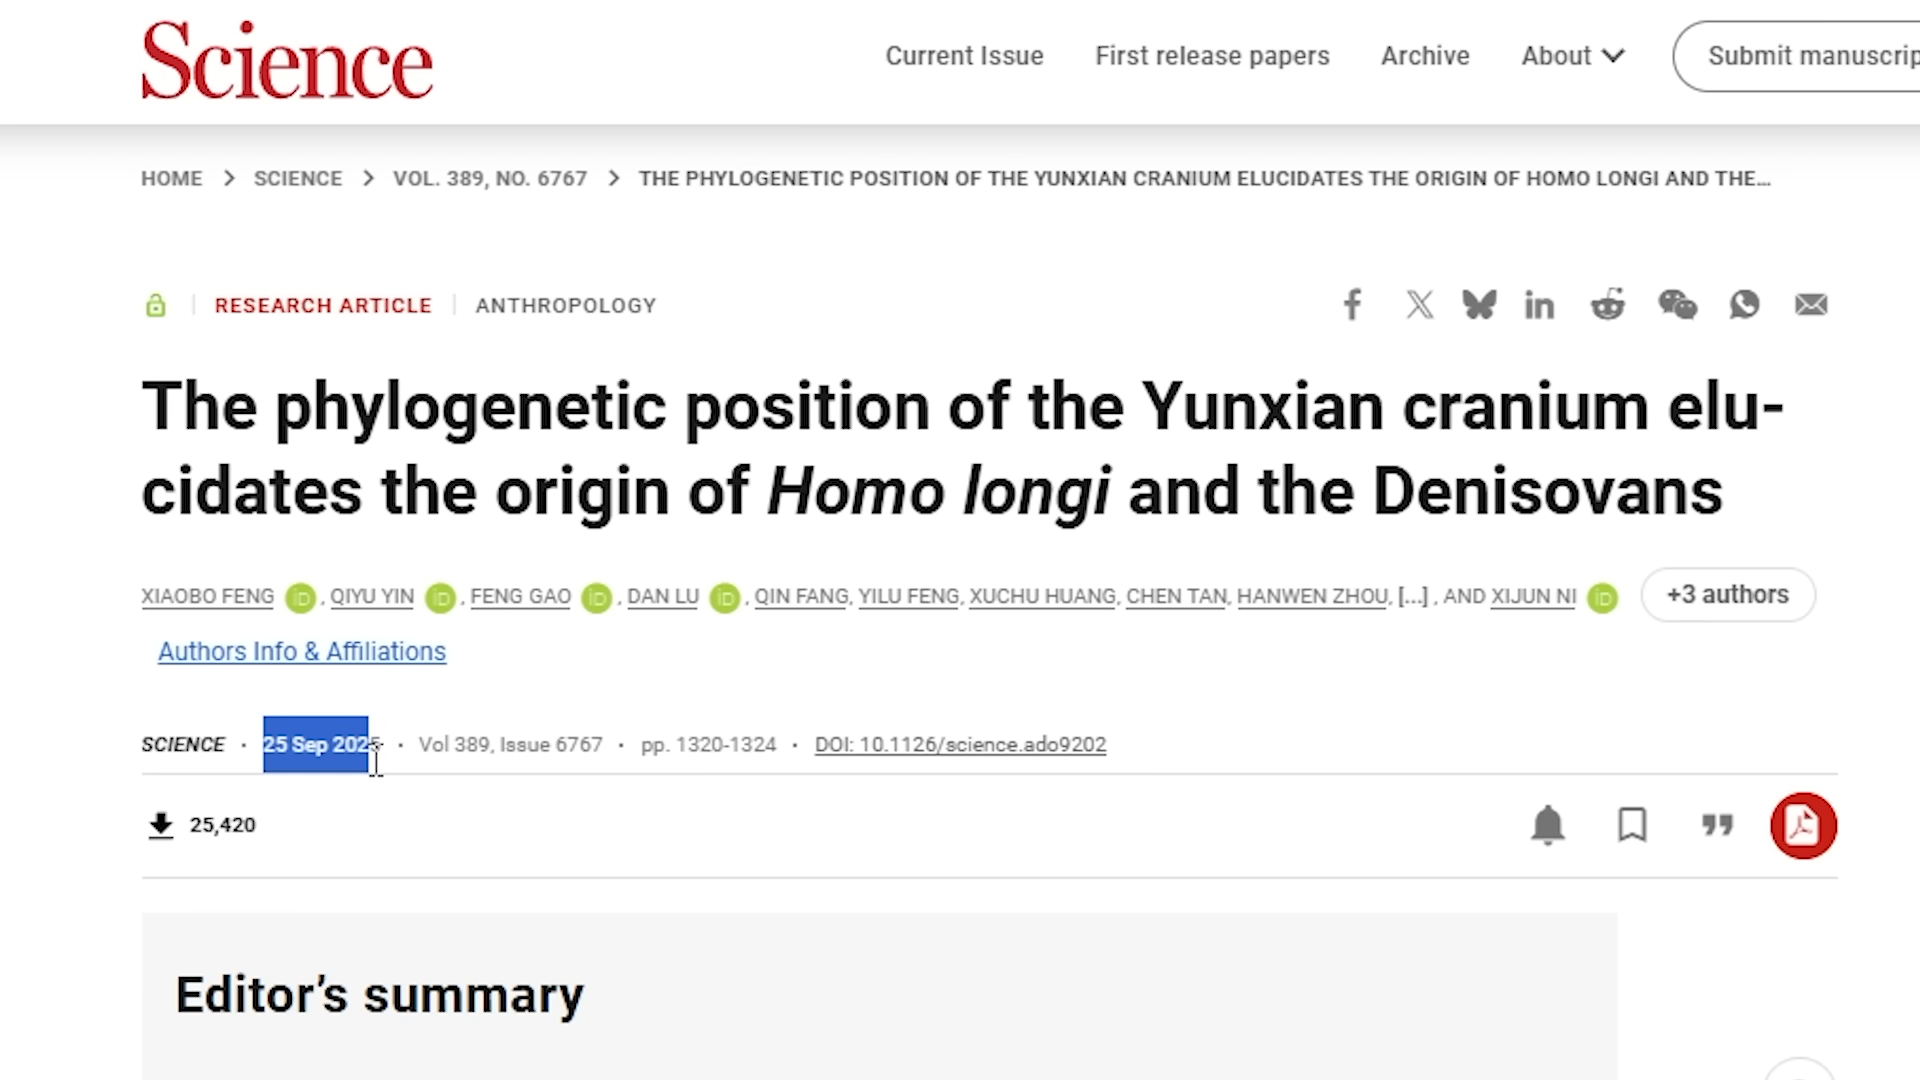 Science
Current Issue First release papers Archive About Submit manuscrip
HOME > SCIENCE > VOL. 389, NO. 6767 > THE PHYLOGENETIC POSITION OF THE YUNXIAN CRANIUM ELUCIDATES THE ORIGIN OF HOMO LONGI AND THE…
RESEARCH ARTICLE ANTHROPOLOGY
The phylogenetic position of the Yunxian cranium elu-
cidates the origin of Homo longi and the Denisovans
XIAOBO FENG, QIYU YIN, FENG GAO, DAN LU, QIN FANG, YILU FENG, XUCHU HUANG, CHEN TAN, HANWEN ZHOU, [...], AND XIJUN NI +3 authors
Authors Info & Affiliations
SCIENCE · 25 Sep 2025 · Vol 389, Issue 6767 · pp. 1320-1324 · DOI: 10.1126/science.ado9202
25,420
Editor’s summary